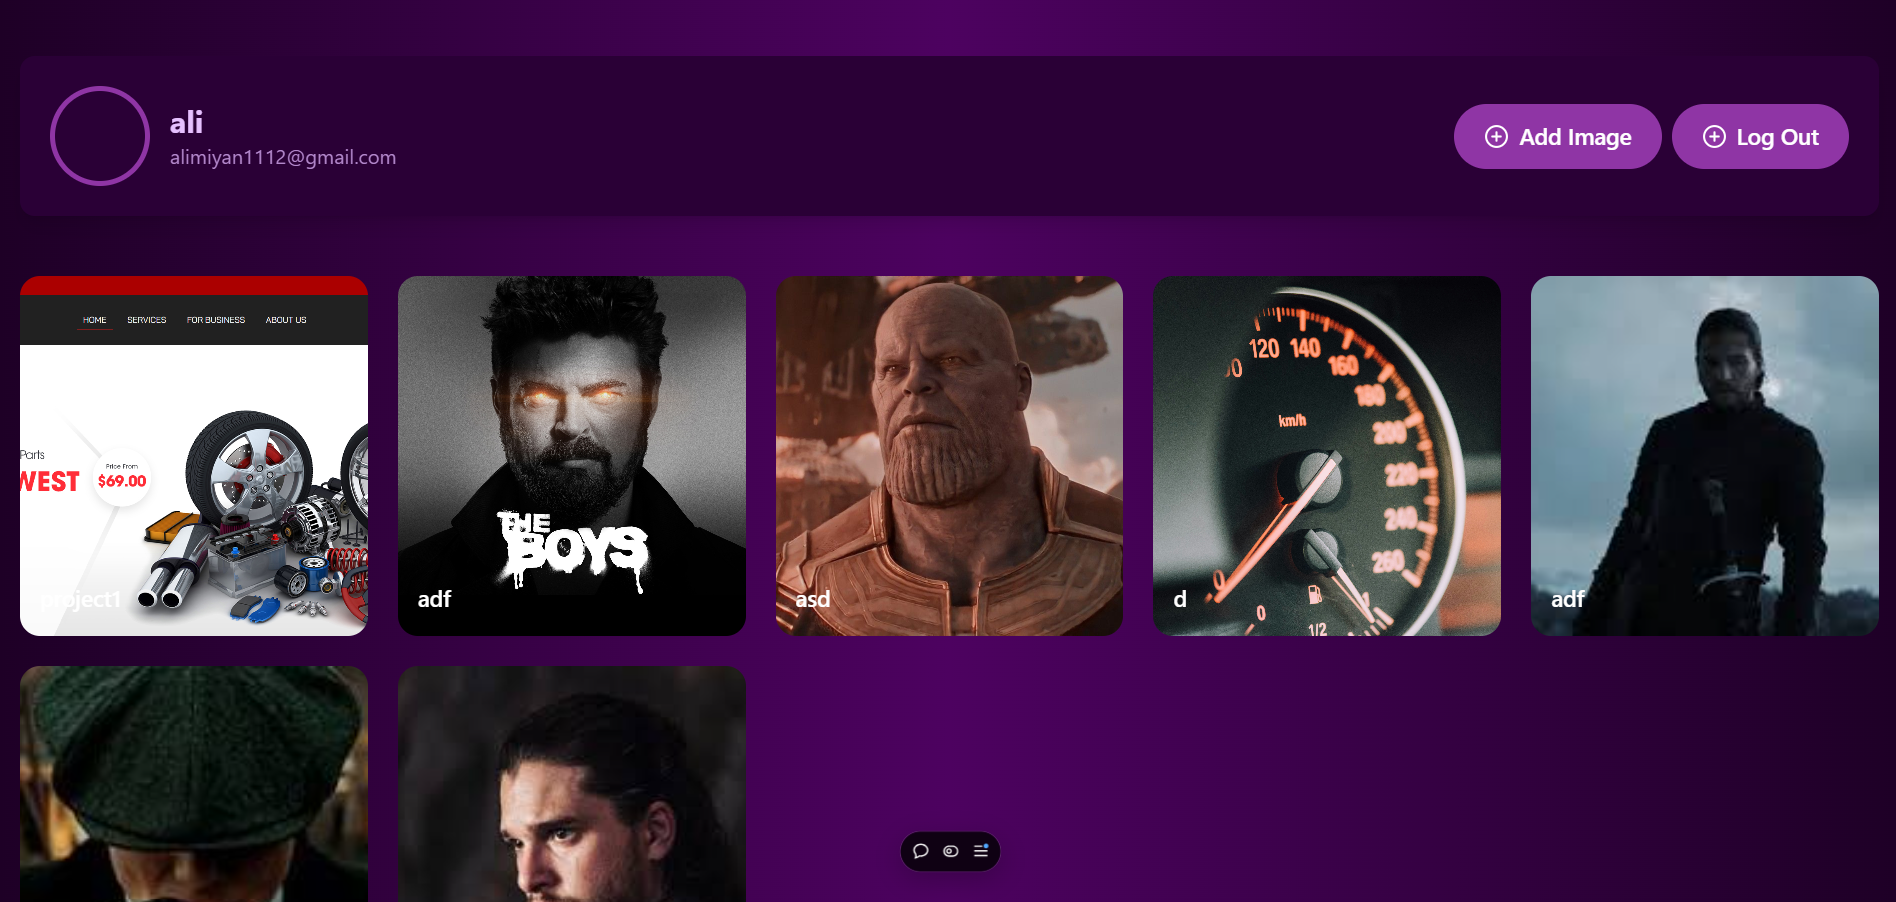 ali
alimiyan1112@gmail.com
Add Image
Log Out
HOME SERVICES FOR BUSINESS ABOUT US
Parts
WEST
Price From
$69.00
project1
THE
BOYS
adf
asd
120 140
160
180
200
220
240
260
km/h
0
0
1/2
1
d
adf